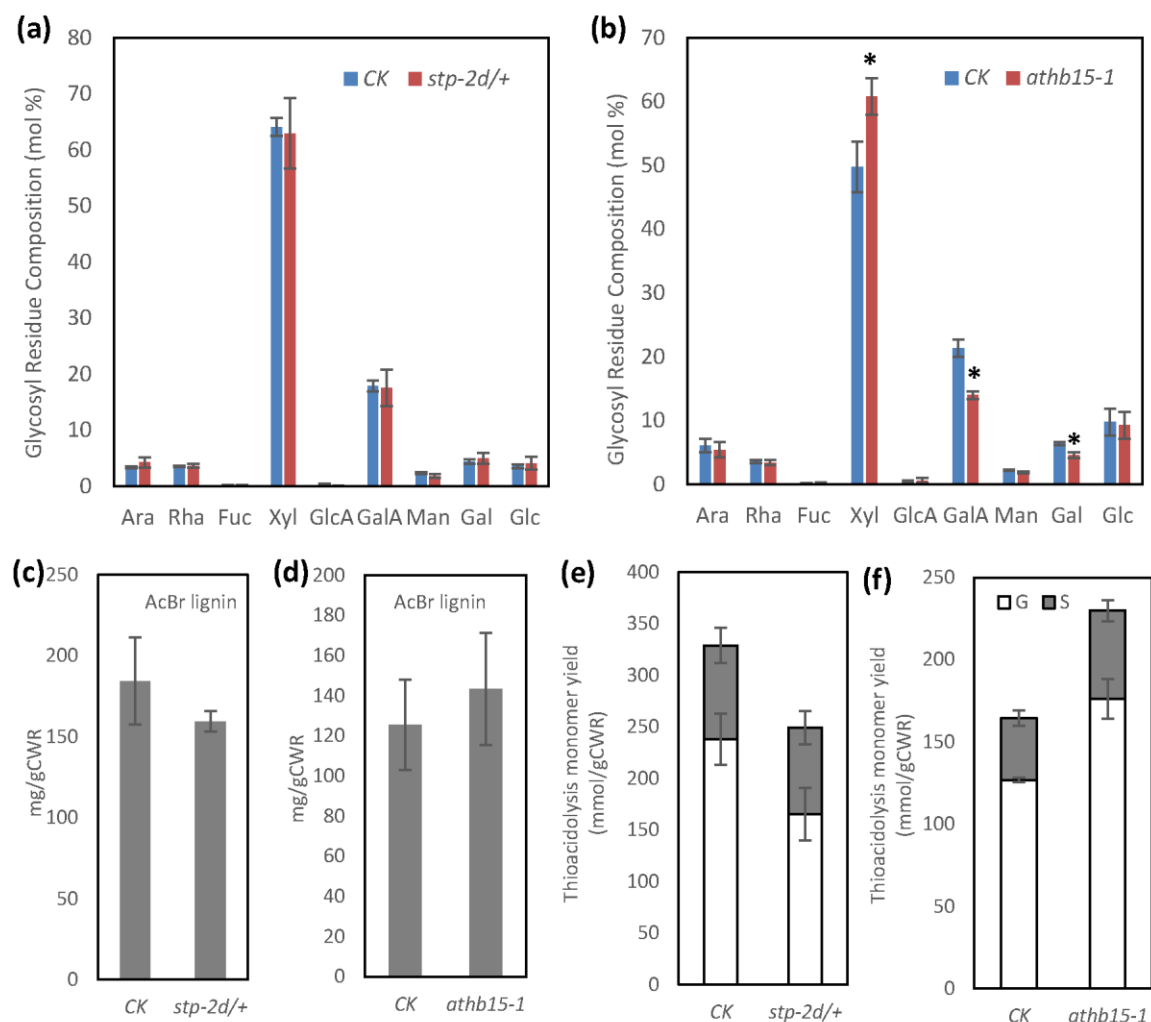 (a)
Glycosyl Residue Composition (mol %)
80
70
60
50
40
30
20
10
0
CK stp-2d/+
Ara Rha Fuc Xyl GlcA GalA Man Gal Glc
(b)
Glycosyl Residue Composition (mol %)
70
60
50
40
30
20
10
0
CK athb15-1
*
*
*
Ara Rha Fuc Xyl GlcA GalA Man Gal Glc
(c)
mg/gCWR
250
200
150
100
50
0
AcBr lignin
CK stp-2d/+
(d)
mg/gCWR
200
180
160
140
120
100
80
60
40
20
0
AcBr lignin
CK athb15-1
(e)
Thioacidolysis monomer yield
(mmol/gCWR)
400
350
300
250
200
150
100
50
0
CK stp-2d/+
(f)
Thioacidolysis monomer yield
(mmol/gCWR)
250
200
150
100
50
0
G S
CK athb15-1